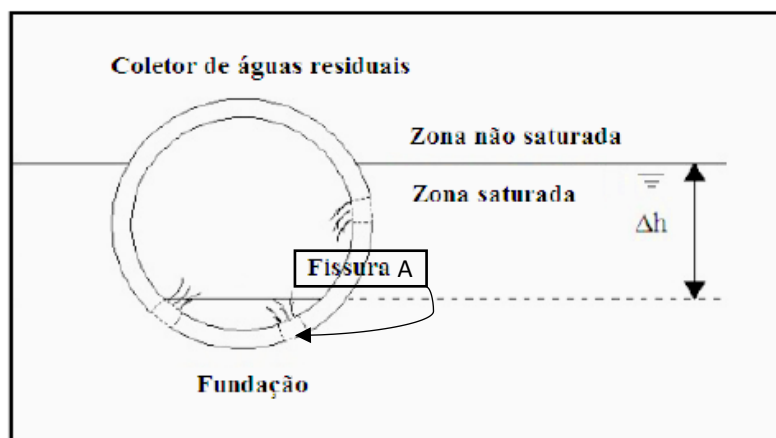 Coletor de águas residuais
Zona não saturada
Zona saturada
Δh
Fissura A
Fundação